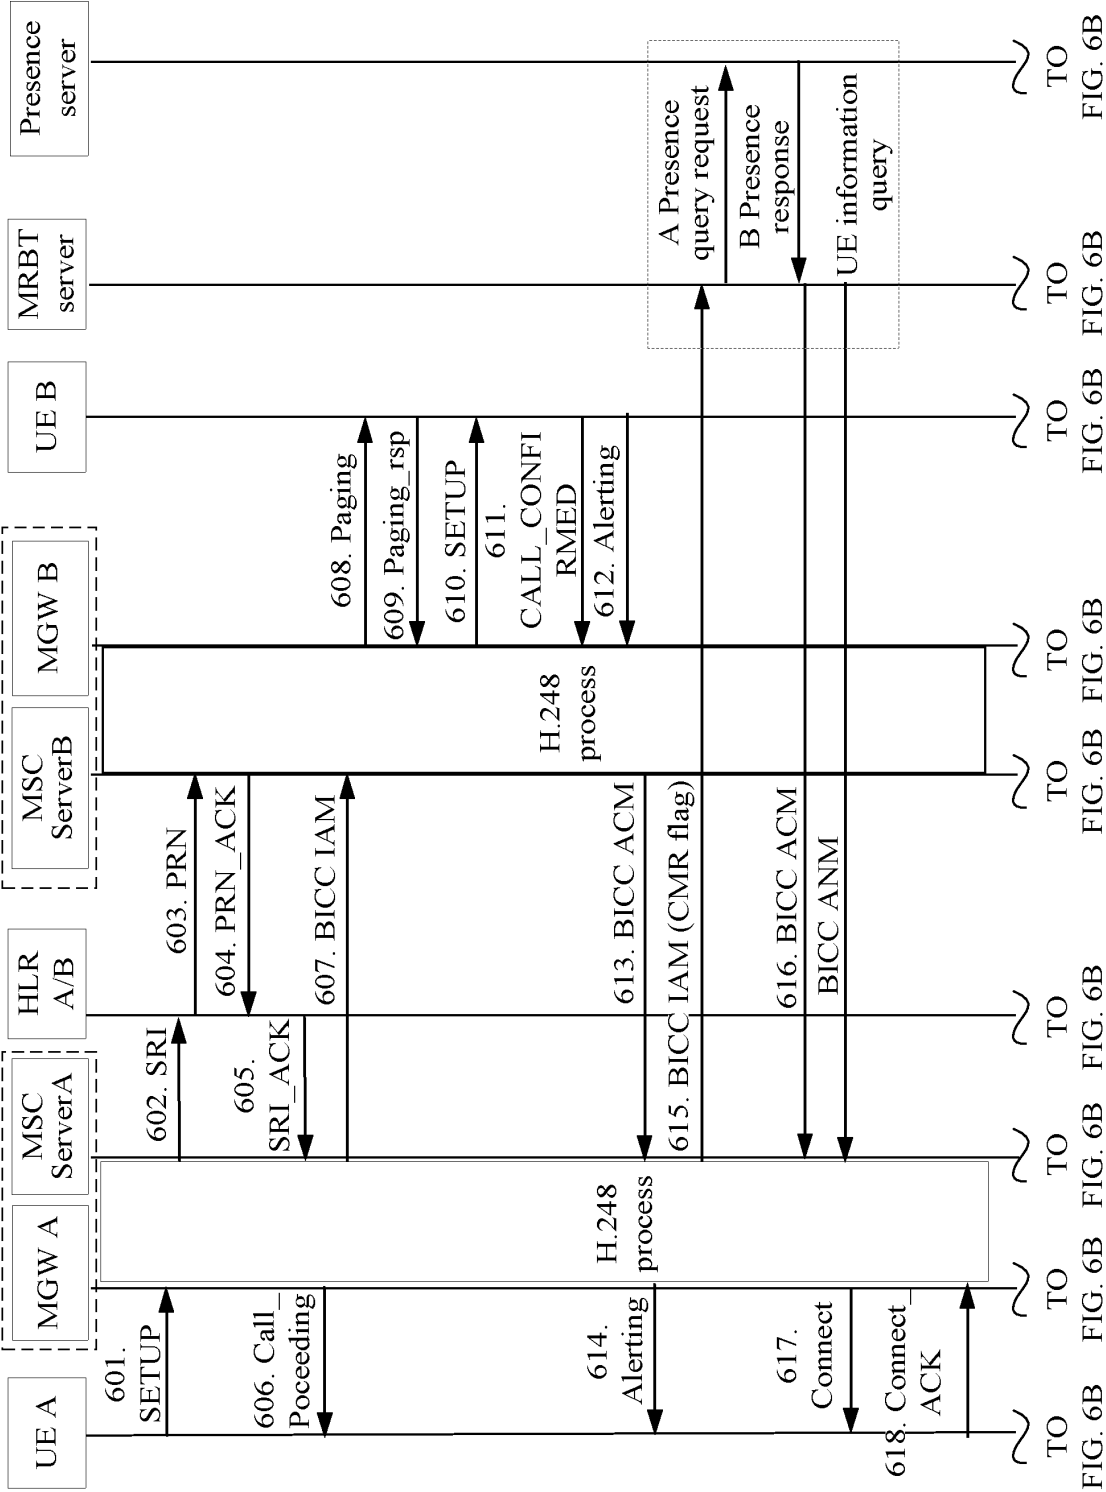 UE A
MGW A
MSC
ServerA
HLR
A/B
MSC
ServerB
MGW B
UE B
MRBT
server
Presence
server
601.
SETUP
602. SRI
603. PRN
604. PRN_ACK
605.
SRI_ACK
606. Call_
Poceeding
607. BICC IAM
608. Paging
609. Paging_rsp
610. SETUP
611.
CALL_CONFI
RMED
612. Alerting
H.248
process
H.248
process
613. BICC ACM
614.
Alerting
615. BICC IAM (CMR flag)
A Presence
query request
B Presence
response
616. BICC ACM
BICC ANM
UE information
query
617.
Connect
618. Connect_
ACK
TO
FIG. 6B
TO
FIG. 6B
TO
FIG. 6B
TO
FIG. 6B
TO
FIG. 6B
TO
FIG. 6B
TO
FIG. 6B
TO
FIG. 6B
TO
FIG. 6B